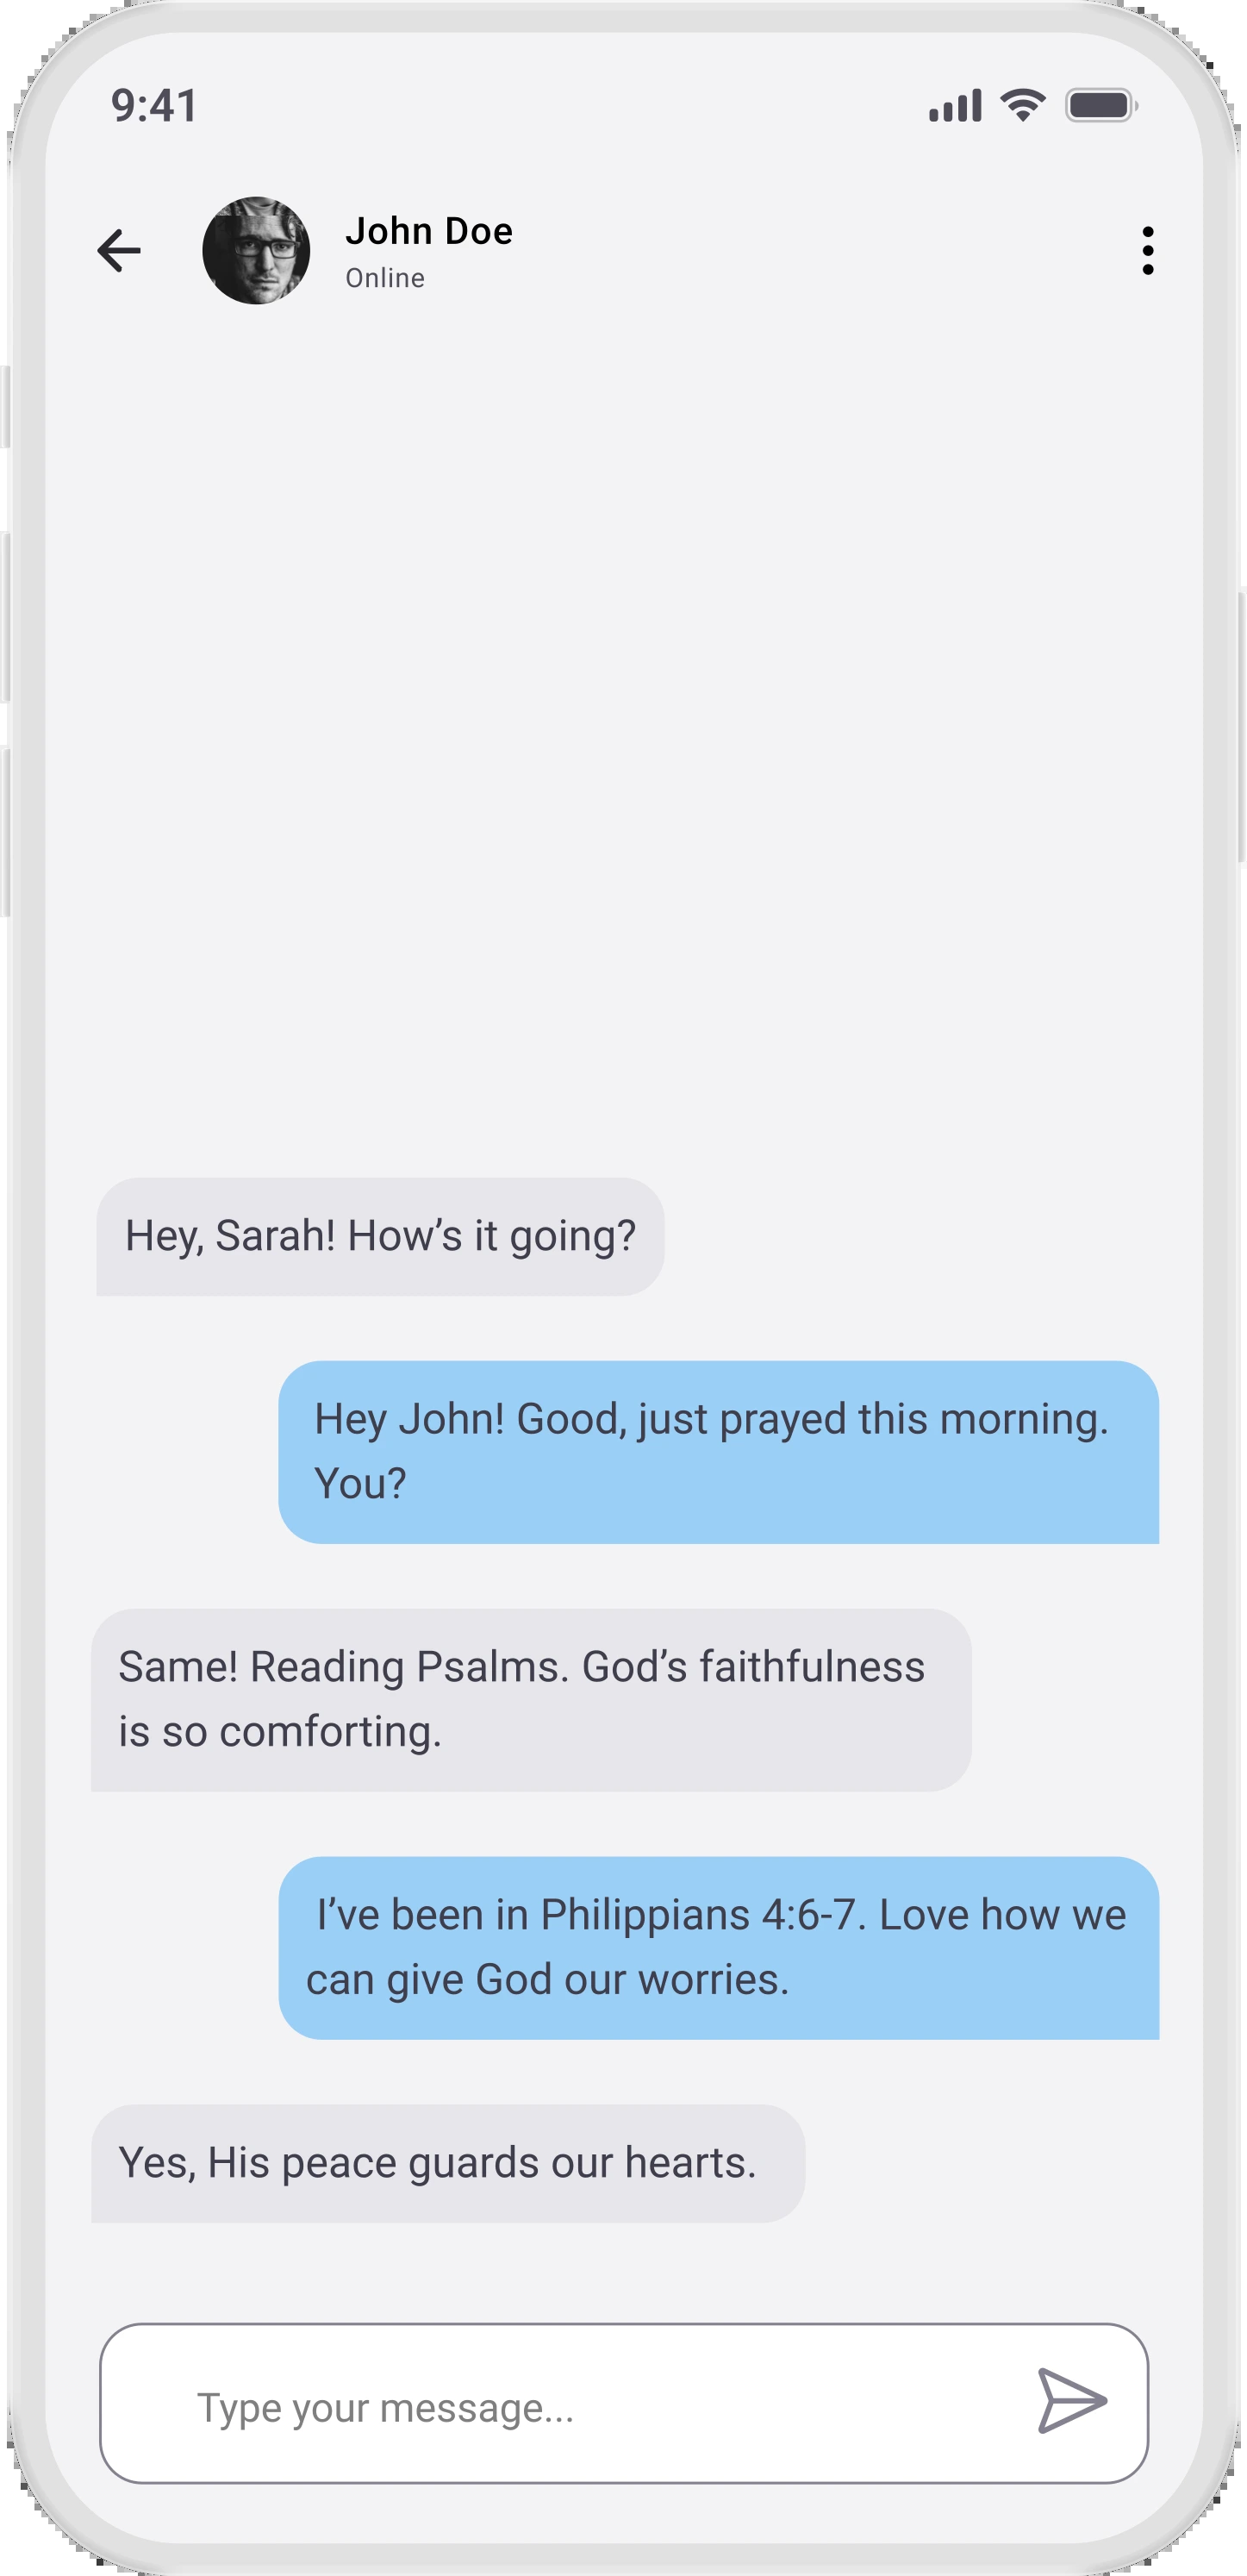 9:41
John Doe
Online
Hey, Sarah! How’s it going?
Hey John! Good, just prayed this morning.
You?
Same! Reading Psalms. God’s faithfulness
is so comforting.
I’ve been in Philippians 4:6-7. Love how we
can give God our worries.
Yes, His peace guards our hearts.
Type your message...